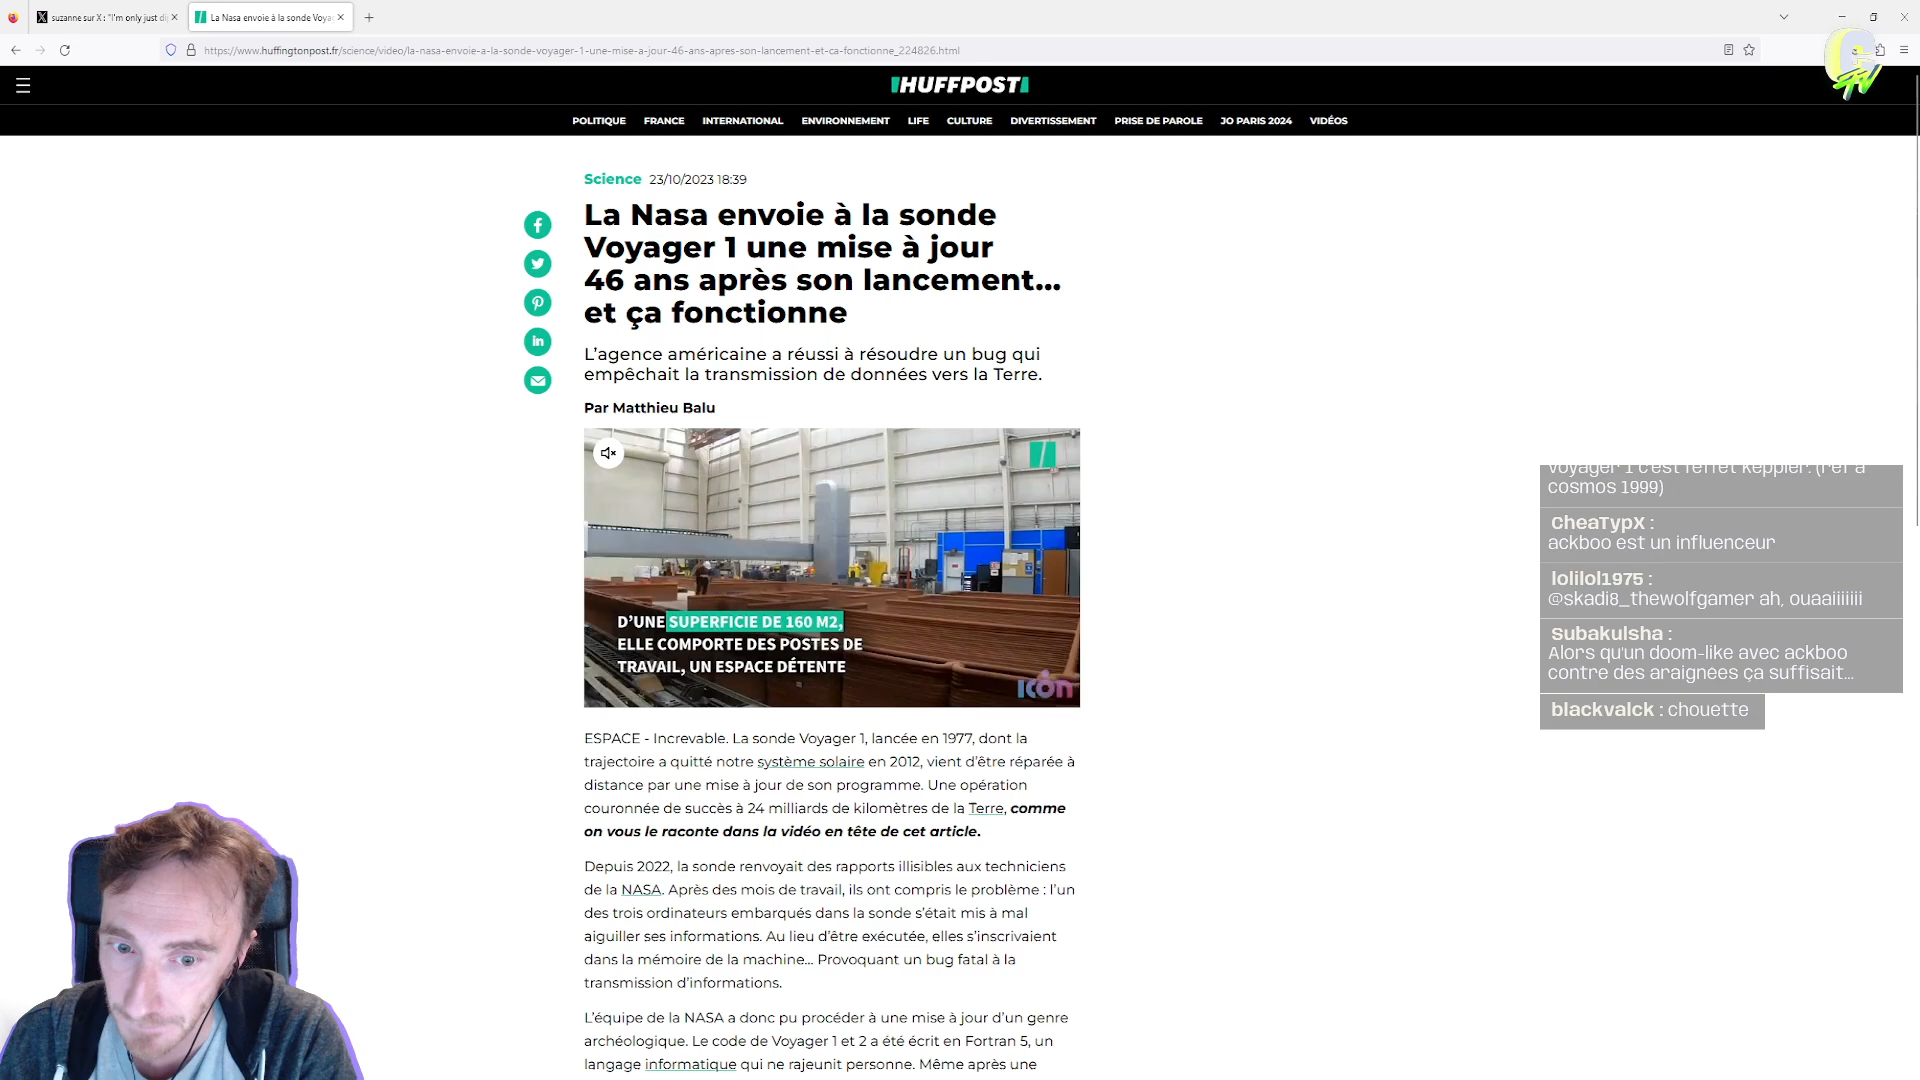 suzanne sur X : "I'm only just di
La Nasa envoie à la sonde Voya
https://www.huffingtonpost.fr/science/video/la-nasa-envoie-a-la-sonde-voyager-1-une-mise-a-jour-46-ans-apres-son-lancement-et-ca-fonctionne_224826.html
HUFFPOST
POLITIQUE FRANCE INTERNATIONAL ENVIRONNEMENT LIFE CULTURE DIVERTISSEMENT PRISE DE PAROLE JO PARIS 2024 VIDÉOS
Science 23/10/2023 18:39
La Nasa envoie à la sonde
Voyager 1 une mise à jour
46 ans après son lancement...
et ça fonctionne
L'agence américaine a réussi à résoudre un bug qui
empêchait la transmission de données vers la Terre.
Par Matthieu Balu
D'UNE SUPERFICIE DE 160 M2,
ELLE COMPORTE DES POSTES DE
TRAVAIL, UN ESPACE DÉTENTE
ICON
ESPACE - Increvable. La sonde Voyager 1, lancée en 1977, dont la
trajectoire a quitté notre système solaire en 2012, vient d'être réparée à
distance par une mise à jour de son programme. Une opération
couronnée de succès à 24 milliards de kilomètres de la Terre, comme
on vous le raconte dans la vidéo en tête de cet article.
Depuis 2022, la sonde renvoyait des rapports illisibles aux techniciens
de la NASA. Après des mois de travail, ils ont compris le problème : l'un
des trois ordinateurs embarqués dans la sonde s'était mis à mal
aiguiller ses informations. Au lieu d'être exécutée, elles s'inscrivaient
dans la mémoire de la machine... Provoquant un bug fatal à la
transmission d'informations.
L'équipe de la NASA a donc pu procéder à une mise à jour d'un genre
archéologique. Le code de Voyager 1 et 2 a été écrit en Fortran 5, un
langage informatique qui ne rajeunit personne. Même après une
voyager 1 c'est l'effet keppler. (ref à
cosmos 1999)
CheaTypX :
ackboo est un influenceur
lolilol1975 :
@skadi8_thewolfgamer ah, ouaaiiiiiii
Subakulsha :
Alors qu'un doom-like avec ackboo
contre des araignées ça suffisait...
blackvalck : chouette